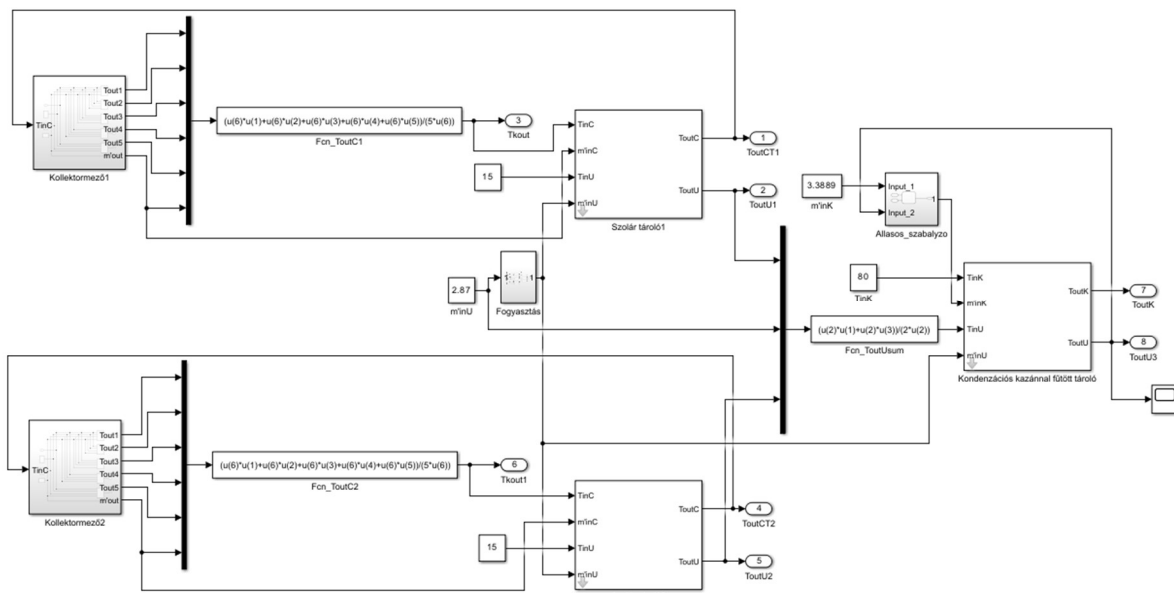 TinC
Tout1
Tout2
Tout3
Tout4
Tout5
m'out
Kollektormező1
(u(6)*u(1)+u(6)*u(2)+u(6)*u(3)+u(6)*u(4)+u(6)*u(5))/(5*u(6))
Fcn_ToutC1
3
Tkout
15
TinC
m'inC
TinU
m'inU
ToutC
ToutU
Szolár tároló1
1
ToutCT1
2
ToutU1
2.87
m'inU
1
Fogyasztás
3.3889
m'inK
Input_1
Input_2
1
Allasos_szabalyzo
80
TinK
(u(2)*u(1)+u(2)*u(3))/(2*u(2))
Fcn_ToutUsum
TinK
m'inK
TinU
m'inU
ToutK
ToutU
Kondenzációs kazánnal fűtött tároló
7
ToutK
8
ToutU3
TinC
Tout1
Tout2
Tout3
Tout4
Tout5
m'out
Kollektormező2
(u(6)*u(1)+u(6)*u(2)+u(6)*u(3)+u(6)*u(4)+u(6)*u(5))/(5*u(6))
Fcn_ToutC2
6
Tkout1
15
TinC
m'inC
TinU
m'inU
ToutC
ToutU
4
ToutCT2
5
ToutU2